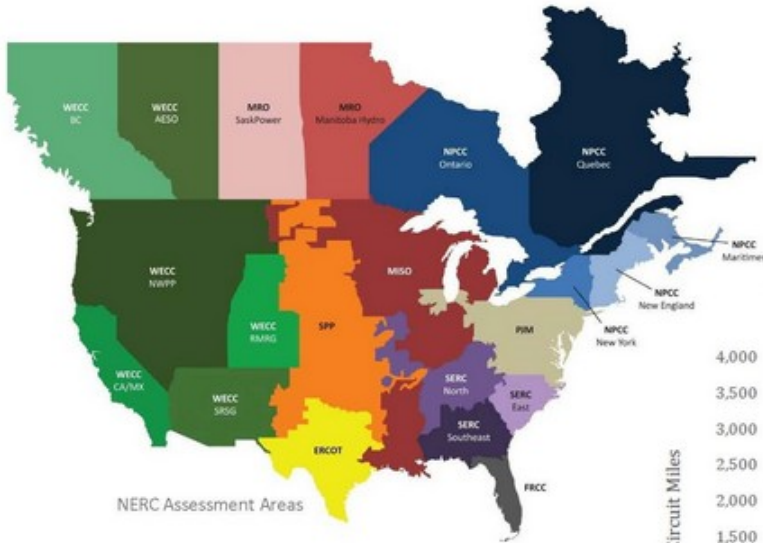 WECC
BC
WECC
AESO
MRO
SaskPower
MRO
Manitoba Hydro
NPCC
Ontario
NPCC
Quebec
NPCC
Maritimes
NPCC
New England
NPCC
New York
WECC
NWPP
MISO
WECC
RMRG
SPP
PJM
WECC
CA/MX
WECC
SRSG
SERC
North
SERC
East
SERC
Southeast
ERCOT
FRCC
NERC Assessment Areas
4,000
3,500
3,000
2,500
2,000
1,500
ircuit Miles